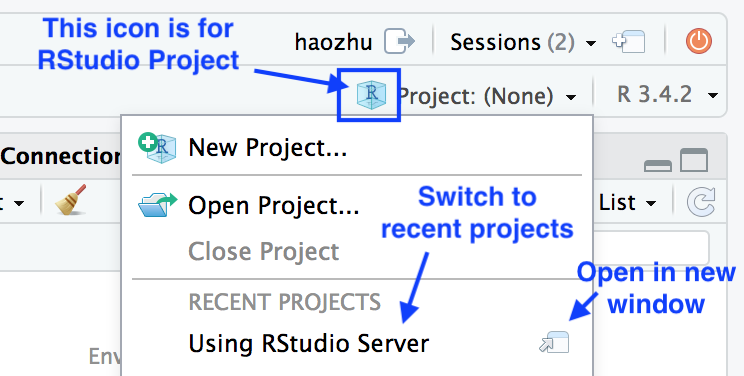 This icon is for
RStudio Project
haozhu
Sessions (2)
R
Project: (None)
R 3.4.2
Connection
New Project...
Open Project...
Close Project
Switch to
recent projects
List
RECENT PROJECTS
Open in new
window
Using RStudio Server
Env